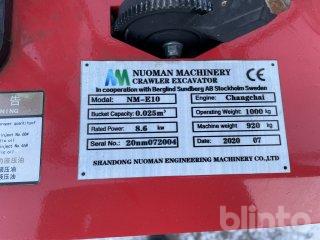 NUOMAN MACHINERY
CRAWLER EXCAVATOR
CE
In cooperation with Berglind Sundberg AB Stockholm Sweden
Model: NM-E10 Engine: Changchai
Bucket Capacity: 0.025m³ Operating Weight: 1000 kg
Rated Power: 8.6 kw Machine weight 920 kg
Serial No: 20nm072004 Date: 2020 07
SHANDONG NUOMAN ENGINEERING MACHINERY CO.,LTD
告
blinto